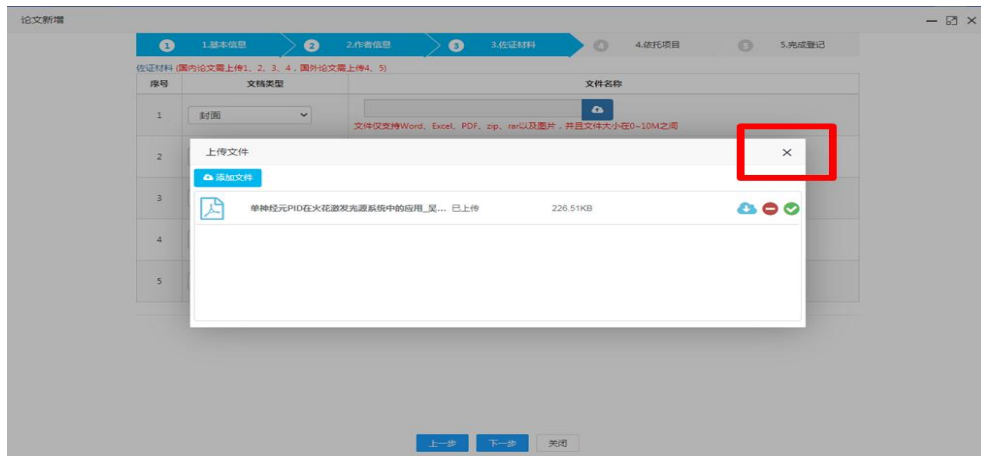 论文新增
1 1.基本信息 2 2.作者信息 3 3.佐证材料 4 4.依托项目 5 5.完成登记
佐证材料 (国内论文需上传1、2、3、4，国外论文需上传4、5)
序号 文档类型 文件名称
1 封面
文件仅支持Word、Excel、PDF、zip、rar以及图片，并且文件大小在0~10M之间
2
上传文件
添加文件
3
单神经元PID在火花激发光源系统中的应用_吴... 已上传 226.51KB
4
5
上一步 下一步 关闭